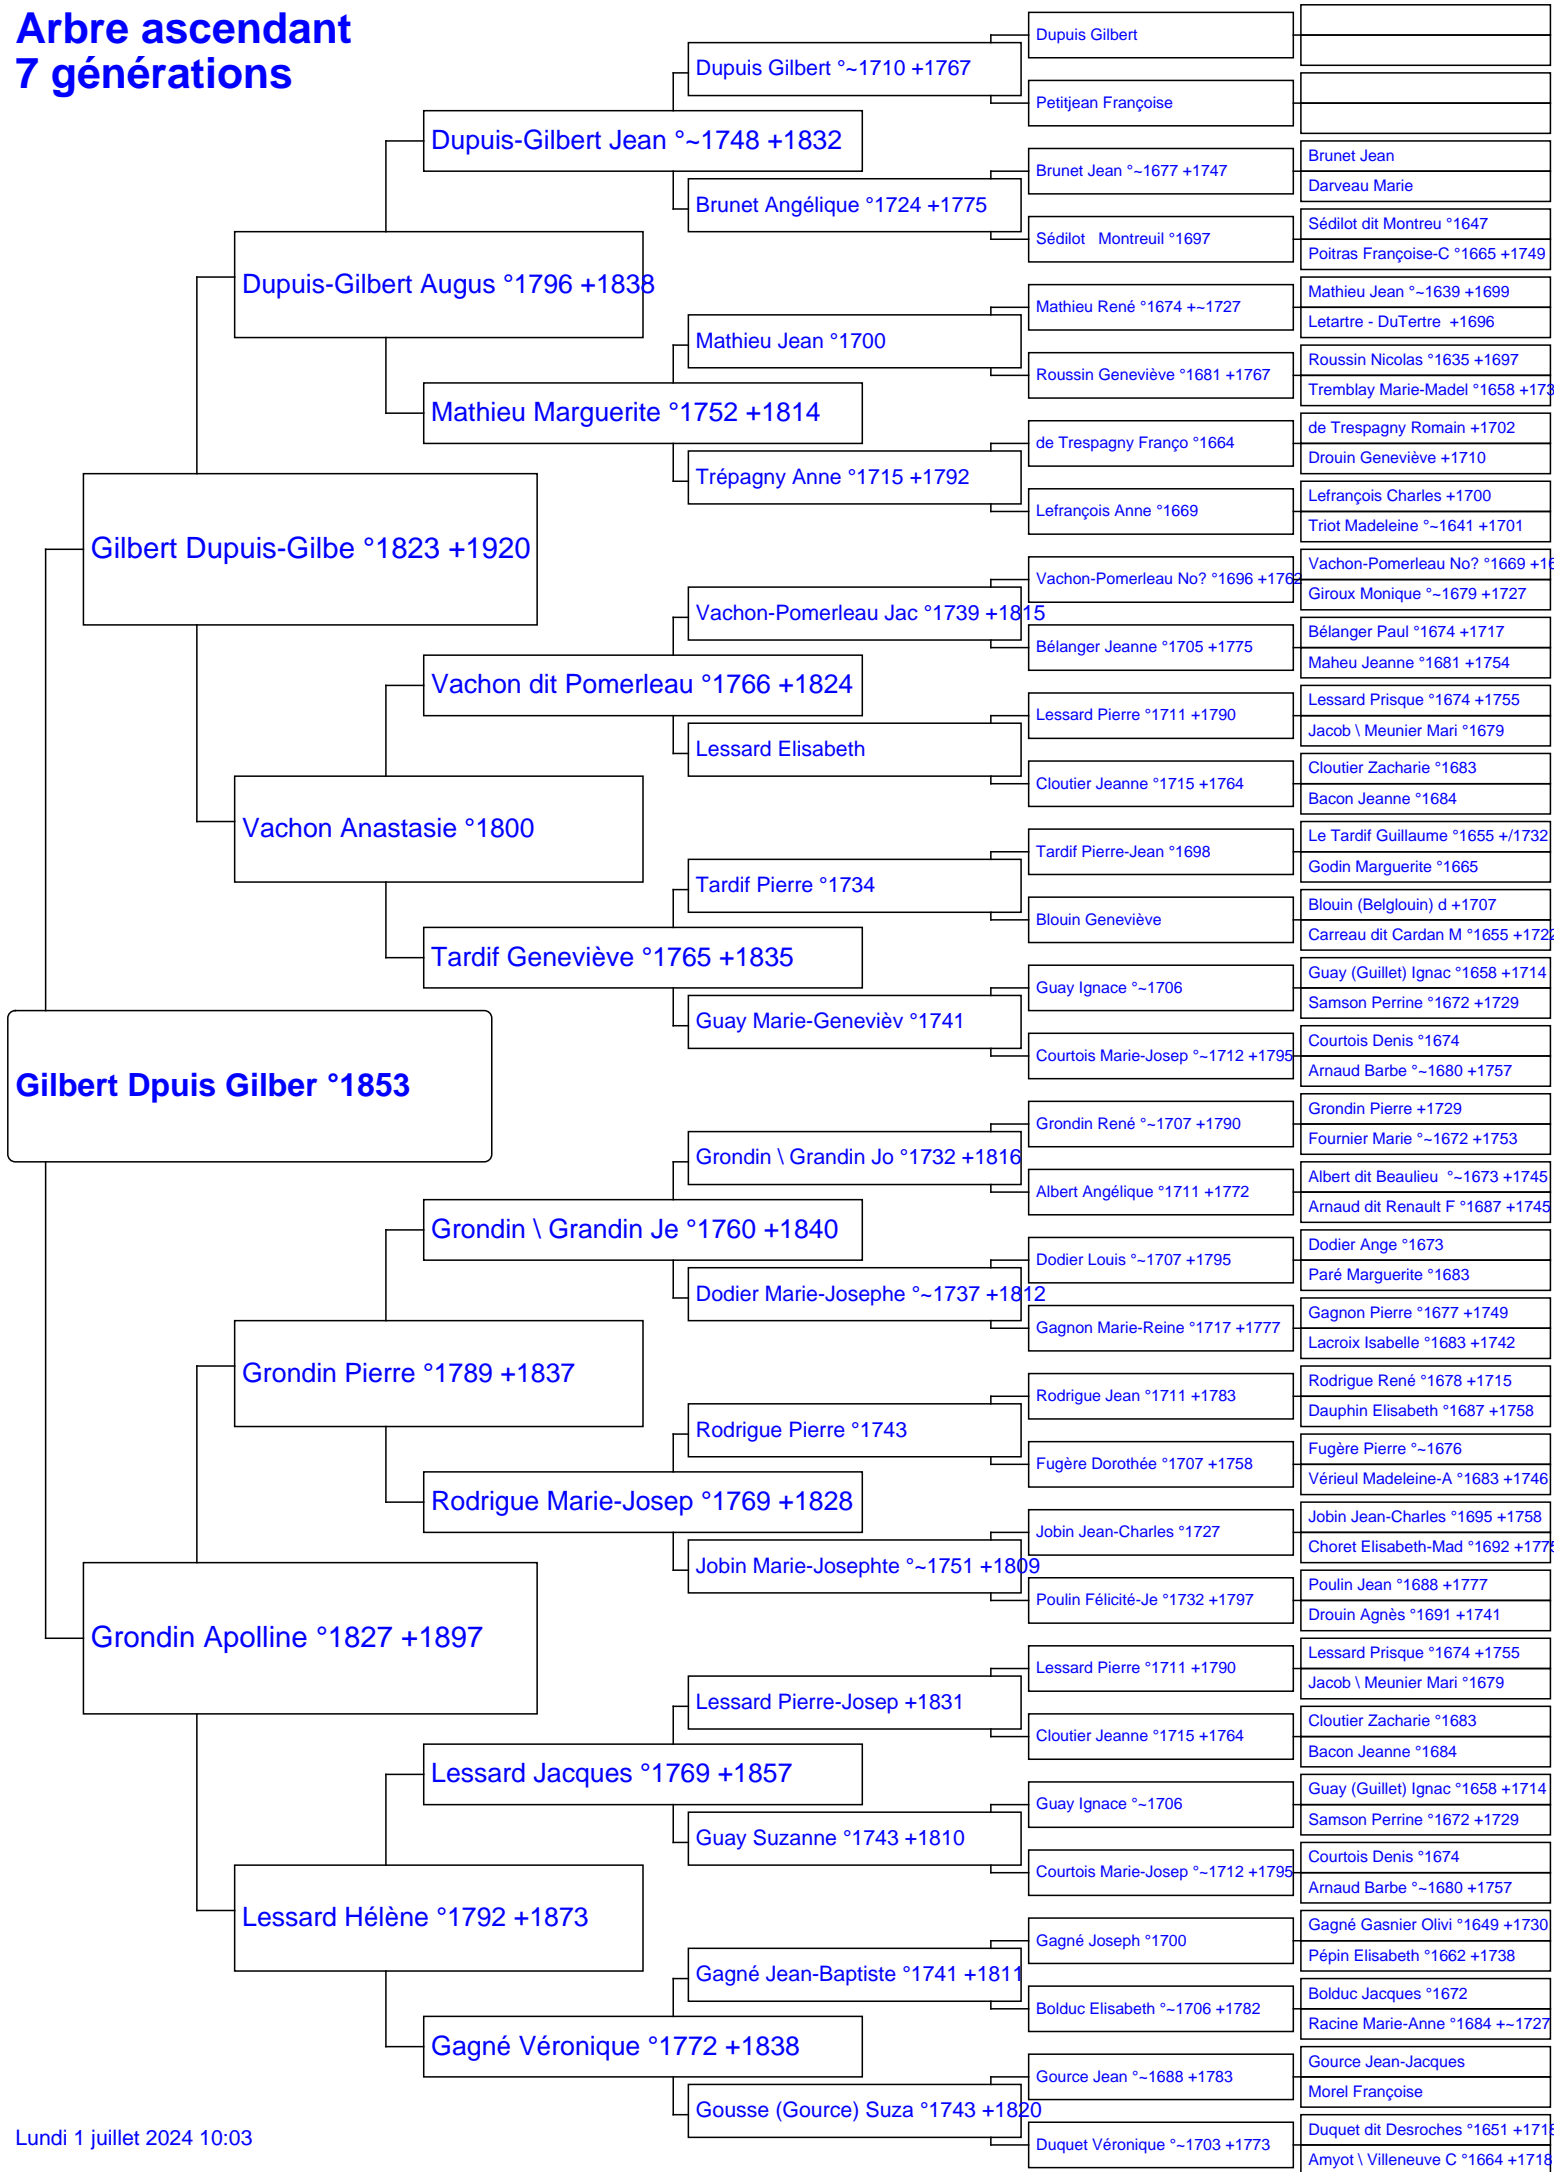 Arbre ascendant
7 générations
Gilbert Dpuis Gilber °1853
Gilbert Dupuis-Gilbe °1823 +1920
Grondin Apolline °1827 +1897
Dupuis-Gilbert Augus °1796 +1838
Vachon Anastasie °1800
Grondin Pierre °1789 +1837
Lessard Hélène °1792 +1873
Dupuis-Gilbert Jean °~1748 +1832
Mathieu Marguerite °1752 +1814
Vachon dit Pomerleau °1766 +1824
Tardif Geneviève °1765 +1835
Grondin \ Grandin Je °1760 +1840
Rodrigue Marie-Josep °1769 +1828
Lessard Jacques °1769 +1857
Gagné Véronique °1772 +1838
Dupuis Gilbert °~1710 +1767
Brunet Angélique °1724 +1775
Mathieu Jean °1700
Trépagny Anne °1715 +1792
Vachon-Pomerleau Jac °1739 +1815
Lessard Elisabeth
Tardif Pierre °1734
Guay Marie-Genevièv °1741
Grondin \ Grandin Jo °1732 +1816
Dodier Marie-Josephe °~1737 +1812
Rodrigue Pierre °1743
Jobin Marie-Josephte °~1751 +1809
Lessard Pierre-Josep +1831
Guay Suzanne °1743 +1810
Gagné Jean-Baptiste °1741 +1811
Gousse (Gource) Suza °1743 +1820
Dupuis Gilbert
Petitjean Françoise
Brunet Jean °~1677 +1747
Sédilot   Montreuil °1697
Mathieu René °1674 +~1727
Roussin Geneviève °1681 +1767
de Trespagny Franço °1664
Lefrançois Anne °1669
Vachon-Pomerleau No? °1696 +1762
Bélanger Jeanne °1705 +1775
Lessard Pierre °1711 +1790
Cloutier Jeanne °1715 +1764
Tardif Pierre-Jean °1698
Blouin Geneviève
Guay Ignace °~1706
Courtois Marie-Josep °~1712 +1795
Grondin René °~1707 +1790
Albert Angélique °1711 +1772
Dodier Louis °~1707 +1795
Gagnon Marie-Reine °1717 +1777
Rodrigue Jean °1711 +1783
Fugère Dorothée °1707 +1758
Jobin Jean-Charles °1727
Poulin Félicité-Je °1732 +1797
Lessard Pierre °1711 +1790
Cloutier Jeanne °1715 +1764
Guay Ignace °~1706
Courtois Marie-Josep °~1712 +1795
Gagné Joseph °1700
Bolduc Elisabeth °~1706 +1782
Gource Jean °~1688 +1783
Duquet Véronique °~1703 +1773
Brunet Jean
Darveau Marie
Sédilot dit Montreu °1647
Poitras Françoise-C °1665 +1749
Mathieu Jean °~1639 +1699
Letartre - DuTertre  +1696
Roussin Nicolas °1635 +1697
Tremblay Marie-Madel °1658 +173
de Trespagny Romain +1702
Drouin Geneviève +1710
Lefrançois Charles +1700
Triot Madeleine °~1641 +1701
Vachon-Pomerleau No? °1669 +16
Giroux Monique °~1679 +1727
Bélanger Paul °1674 +1717
Maheu Jeanne °1681 +1754
Lessard Prisque °1674 +1755
Jacob \ Meunier Mari °1679
Cloutier Zacharie °1683
Bacon Jeanne °1684
Le Tardif Guillaume °1655 +/1732
Godin Marguerite °1665
Blouin (Belglouin) d +1707
Carreau dit Cardan M °1655 +1722
Guay (Guillet) Ignac °1658 +1714
Samson Perrine °1672 +1729
Courtois Denis °1674
Arnaud Barbe °~1680 +1757
Grondin Pierre +1729
Fournier Marie °~1672 +1753
Albert dit Beaulieu  °~1673 +1745
Arnaud dit Renault F °1687 +1745
Dodier Ange °1673
Paré Marguerite °1683
Gagnon Pierre °1677 +1749
Lacroix Isabelle °1683 +1742
Rodrigue René °1678 +1715
Dauphin Elisabeth °1687 +1758
Fugère Pierre °~1676
Vérieul Madeleine-A °1683 +1746
Jobin Jean-Charles °1695 +1758
Choret Elisabeth-Mad °1692 +1775
Poulin Jean °1688 +1777
Drouin Agnès °1691 +1741
Lessard Prisque °1674 +1755
Jacob \ Meunier Mari °1679
Cloutier Zacharie °1683
Bacon Jeanne °1684
Guay (Guillet) Ignac °1658 +1714
Samson Perrine °1672 +1729
Courtois Denis °1674
Arnaud Barbe °~1680 +1757
Gagné Gasnier Olivi °1649 +1730
Pépin Elisabeth °1662 +1738
Bolduc Jacques °1672
Racine Marie-Anne °1684 +~1727
Gource Jean-Jacques
Morel Françoise
Duquet dit Desroches °1651 +1718
Amyot \ Villeneuve C °1664 +1718
Lundi 1 juillet 2024 10:03